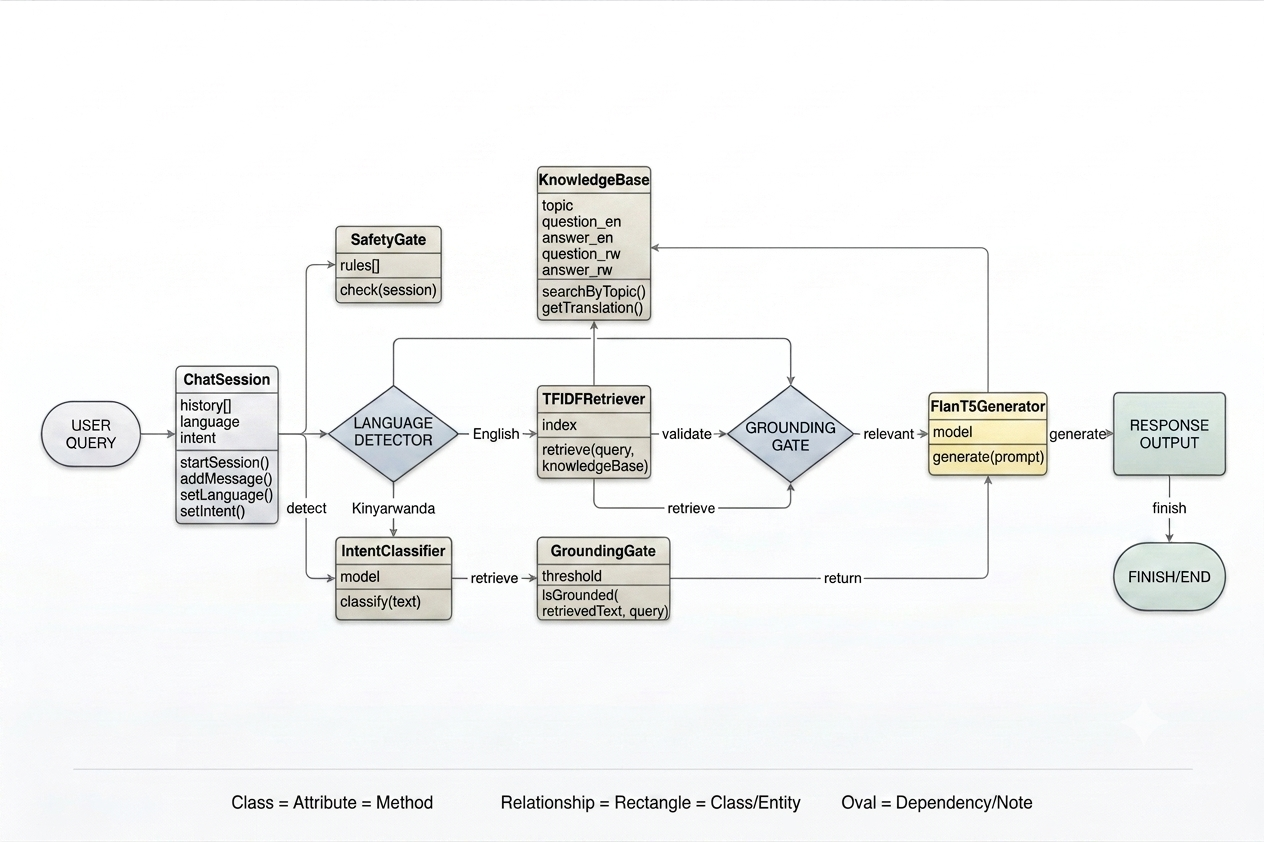 KnowledgeBase
topic
question_en
answer_en
question_rw
answer_rw
searchByTopic()
getTranslation()
SafetyGate
rules[]
check(session)
USER
QUERY
ChatSession
history[]
language
intent
startSession()
addMessage()
setLanguage()
setIntent()
detect
LANGUAGE
DETECTOR
English
Kinyarwanda
TFIDFRetriever
index
retrieve(query,
knowledgeBase)
validate
retrieve
GROUNDING
GATE
relevant
FlanT5Generator
model
generate(prompt)
generate
RESPONSE
OUTPUT
finish
FINISH/END
IntentClassifier
model
classify(text)
retrieve
GroundingGate
threshold
IsGrounded(
retrievedText, query)
return
Class = Attribute = Method
Relationship = Rectangle = Class/Entity
Oval = Dependency/Note